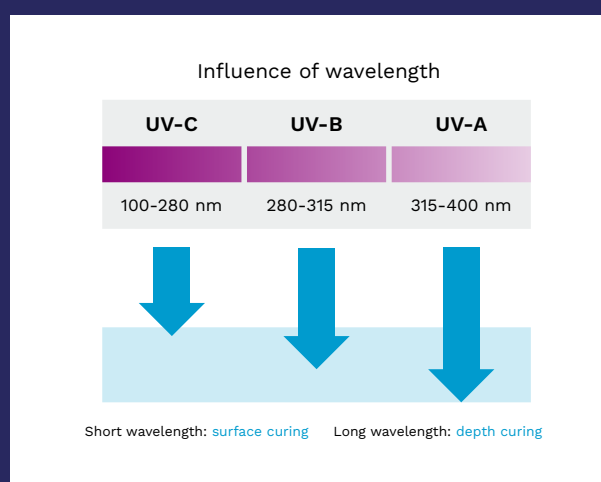 Influence of wavelength
UV-C UV-B UV-A
100-280 nm 280-315 nm 315-400 nm
Short wavelength: surface curing Long wavelength: depth curing